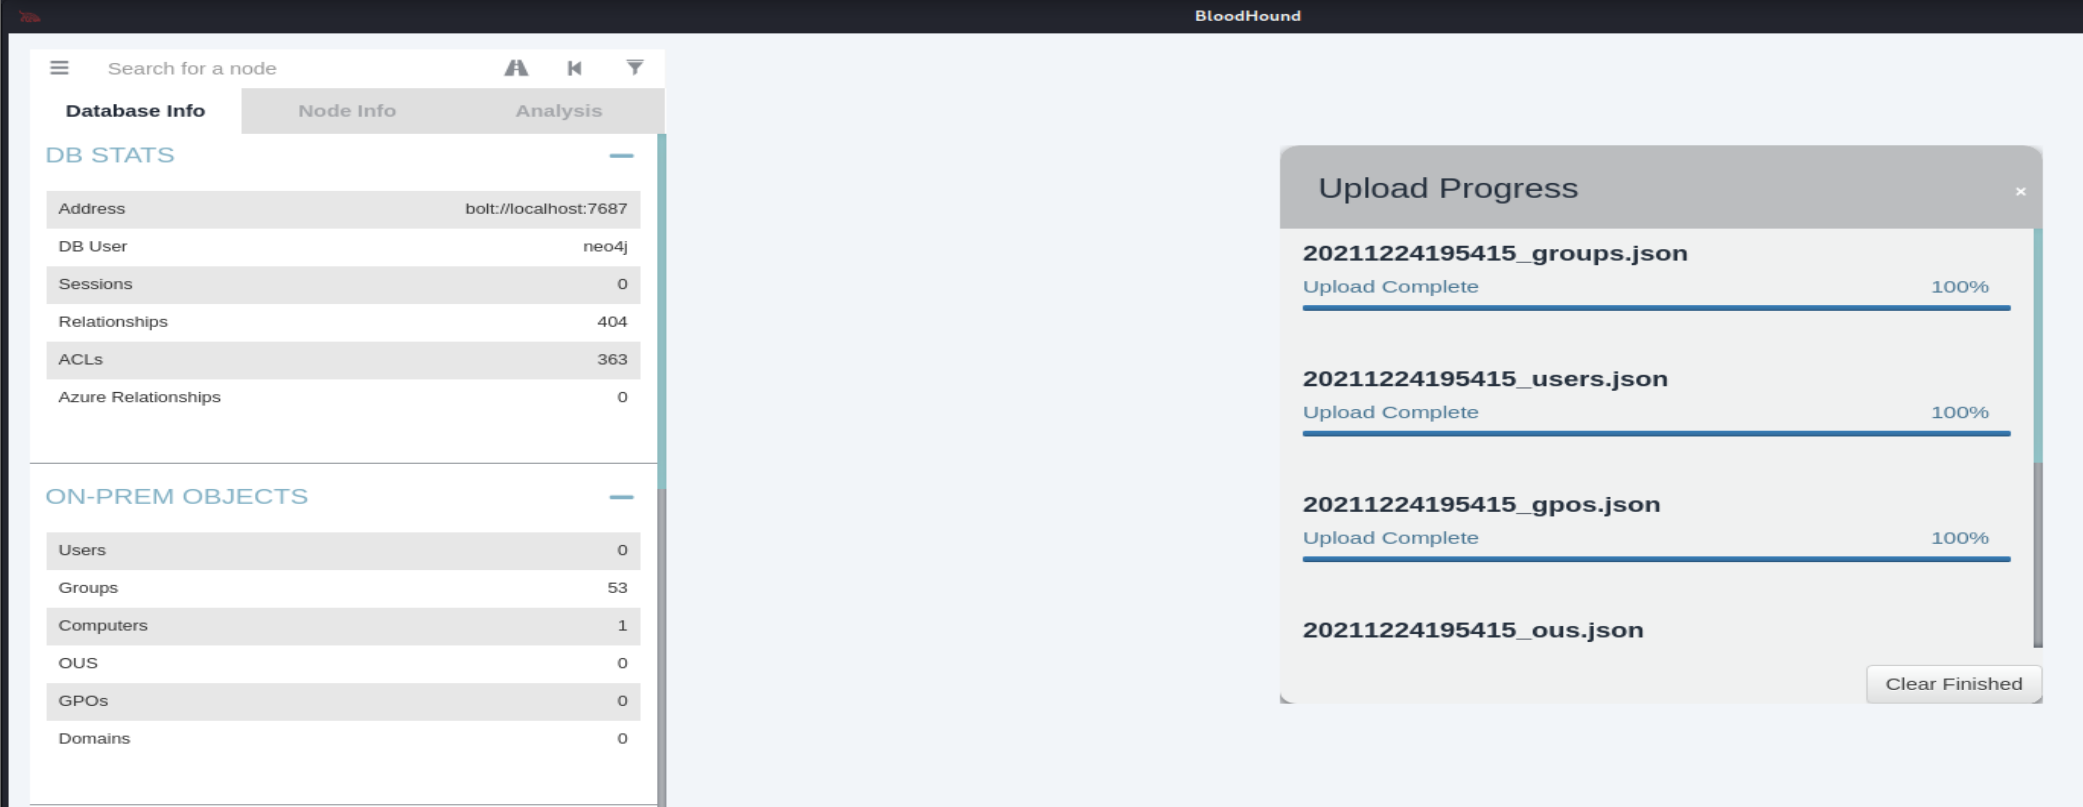 BloodHound
Search for a node
Database Info Node Info Analysis
DB STATS
Address bolt://localhost:7687
DB User neo4j
Sessions 0
Relationships 404
ACLs 363
Azure Relationships 0
ON-PREM OBJECTS
Users 0
Groups 53
Computers 1
OUS 0
GPOs 0
Domains 0
Upload Progress ×
20211224195415_groups.json
Upload Complete 100%
20211224195415_users.json
Upload Complete 100%
20211224195415_gpos.json
Upload Complete 100%
20211224195415_ous.json
Clear Finished